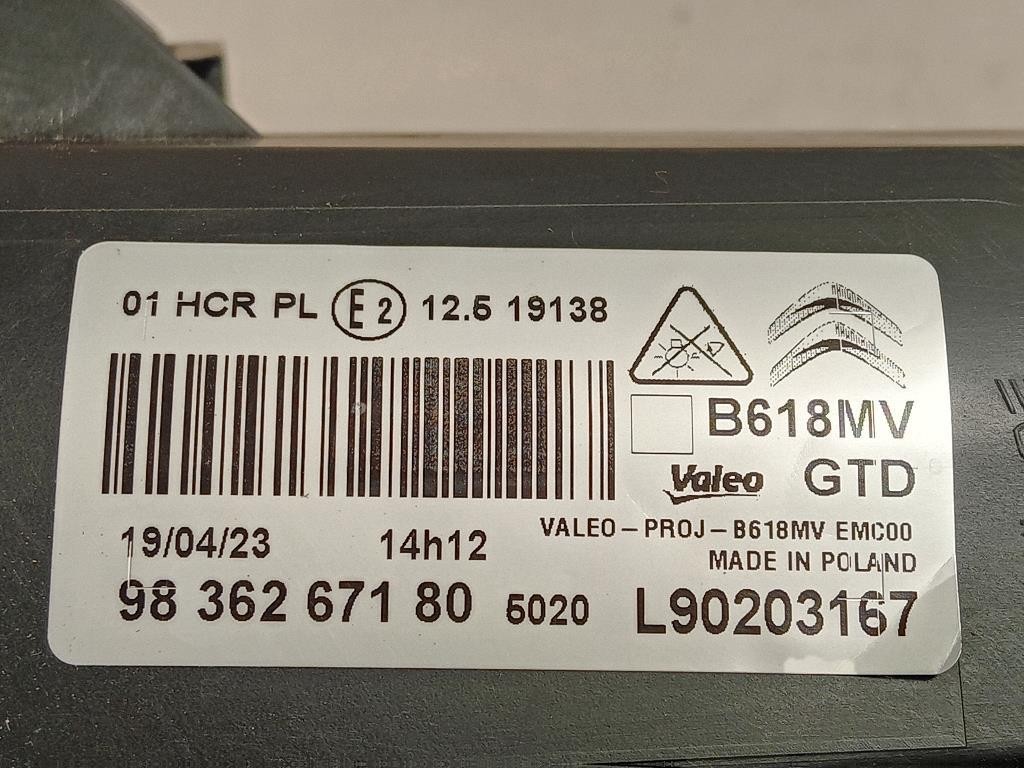 01 HCR PL E2 12.5 19138
B618MV
Valeo GTD
19/04/23 14h12
VALEO-PROJ-B618MV EMC00
MADE IN POLAND
98 362 671 80 5020 L90203167